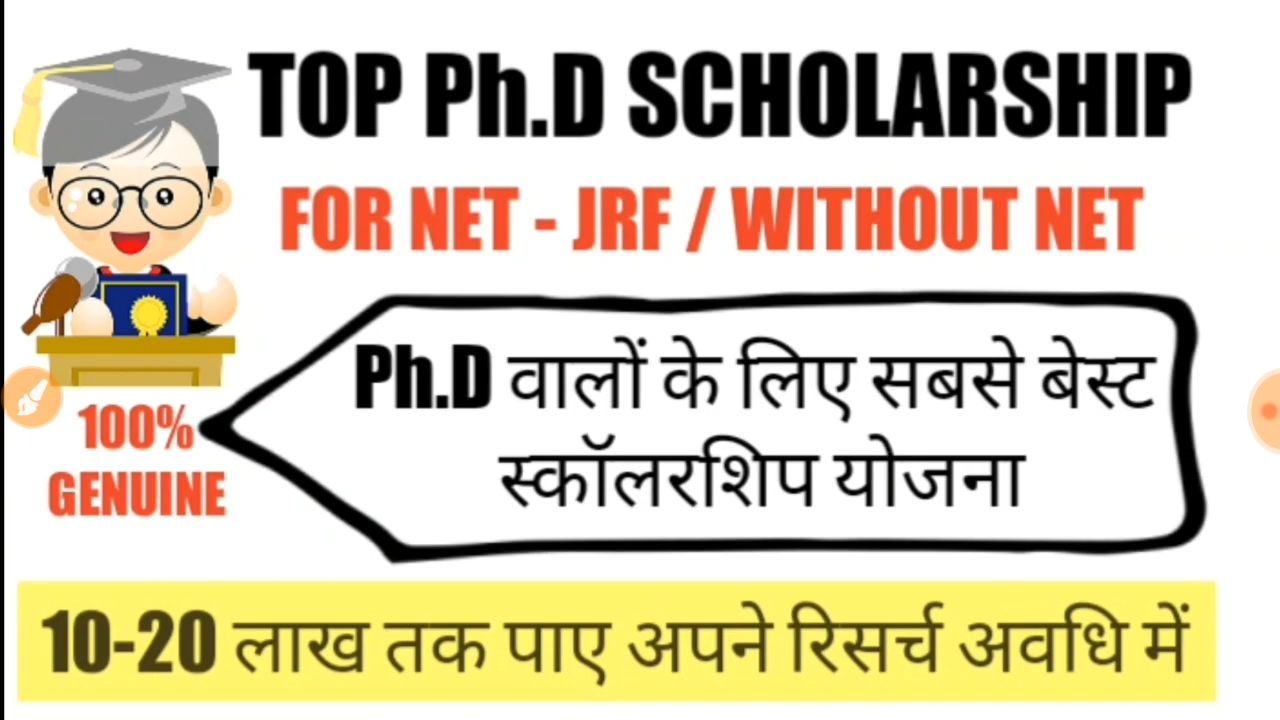 TOP Ph.D SCHOLARSHIP
FOR NET - JRF / WITHOUT NET
Ph.D वालों के लिए सबसे बेस्ट
स्कॉलरशिप योजना
100%
GENUINE
10-20 लाख तक पाए अपने रिसर्च अवधि में